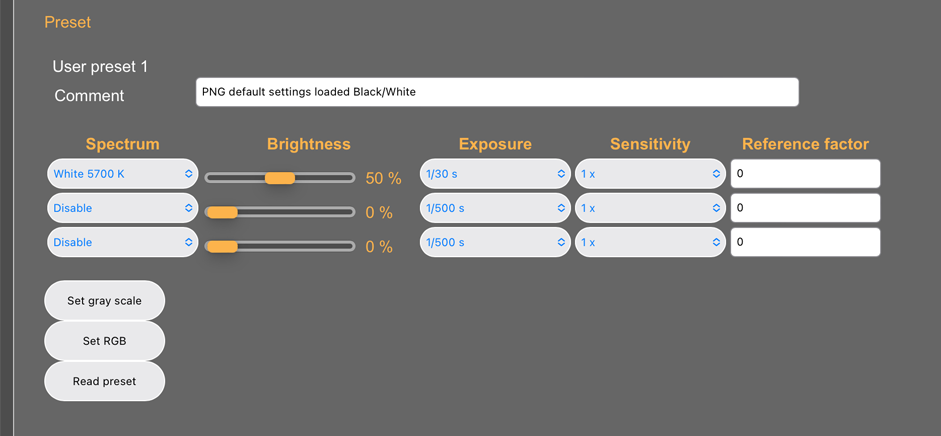 Preset
User preset 1
Comment PNG default settings loaded Black/White
Spectrum Brightness Exposure Sensitivity Reference factor
White 5700 K 50 % 1/30 s 1 x 0
Disable 0 % 1/500 s 1 x 0
Disable 0 % 1/500 s 1 x 0
Set gray scale
Set RGB
Read preset